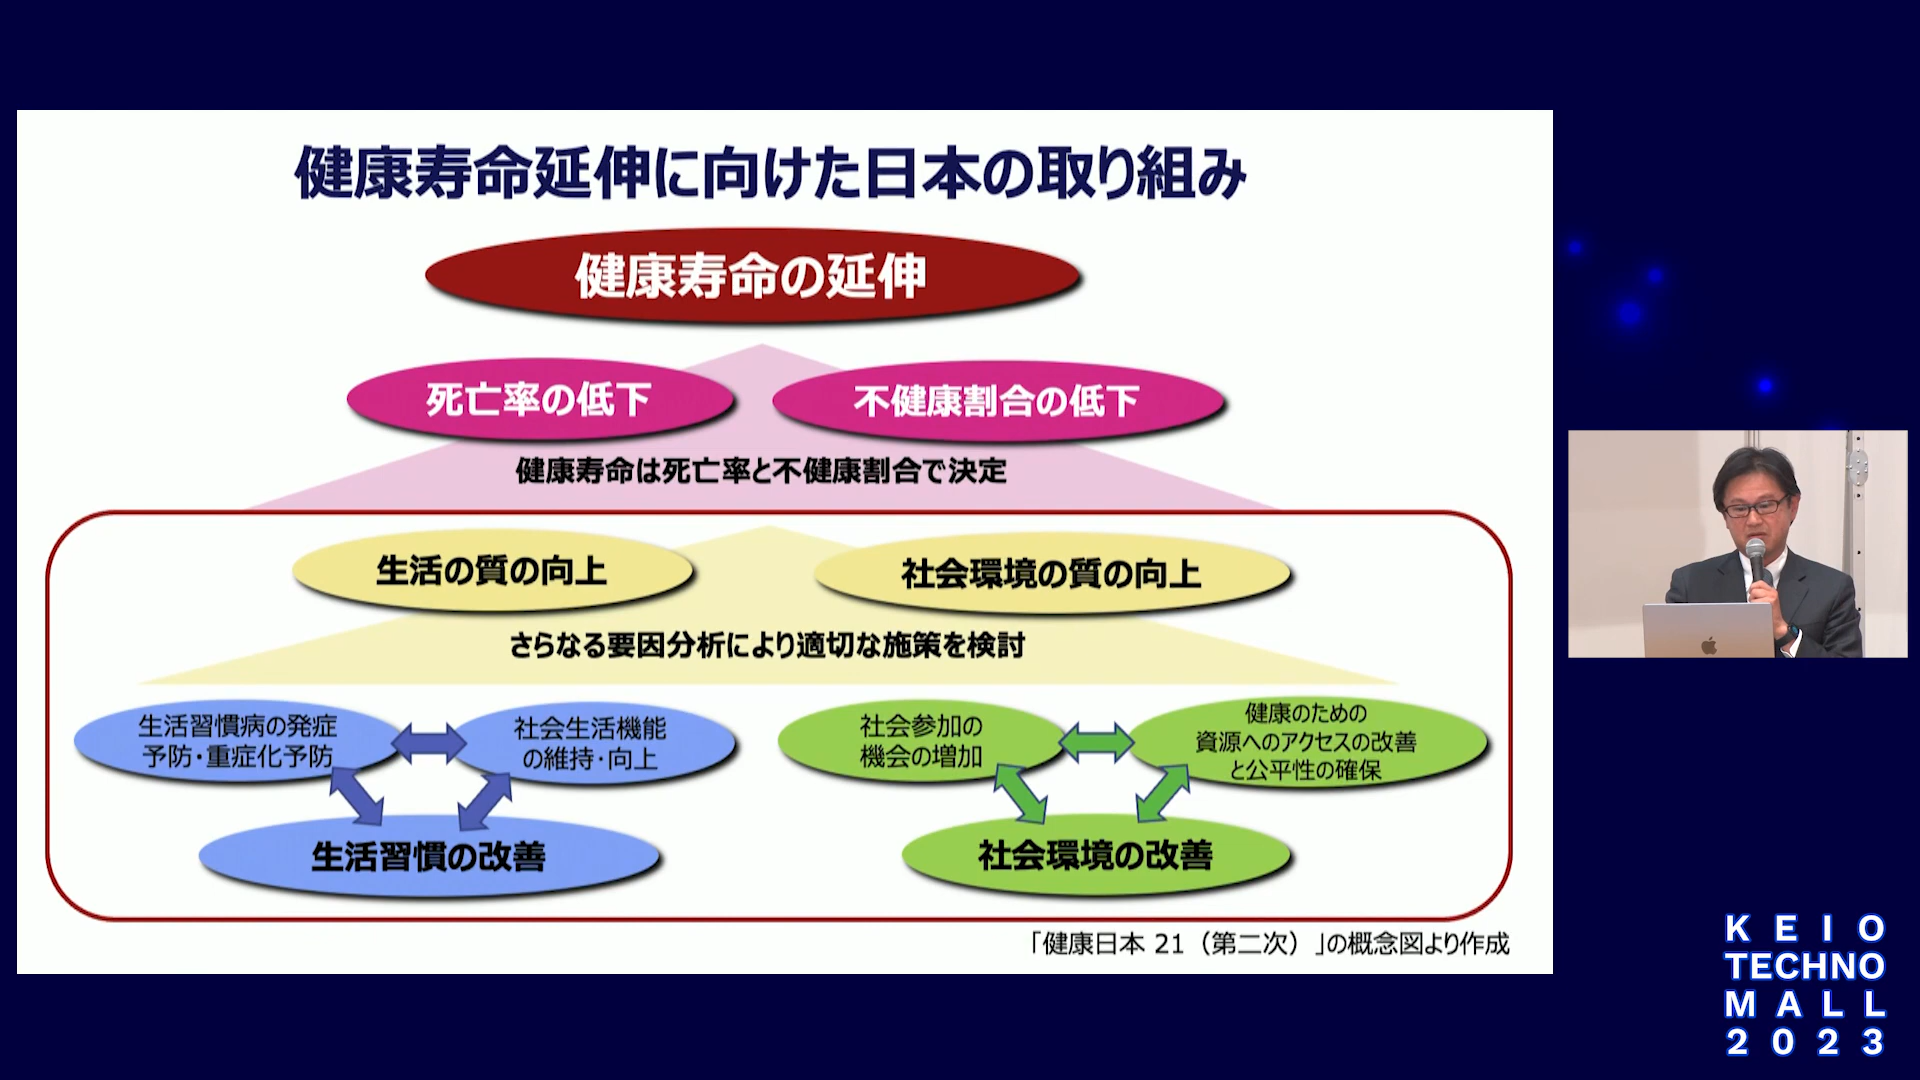 健康寿命延伸に向けた日本の取り組み
健康寿命の延伸
死亡率の低下
不健康割合の低下
健康寿命は死亡率と不健康割合で決定
生活の質の向上
社会環境の質の向上
さらなる要因分析により適切な施策を検討
生活習慣病の発症
予防・重症化予防
社会生活機能
の維持・向上
生活習慣の改善
社会参加の
機会の増加
健康のための
資源へのアクセスの改善
と公平性の確保
社会環境の改善
「健康日本 21（第二次）」の概念図より作成
KEIO
TECHNO
MALL
2023